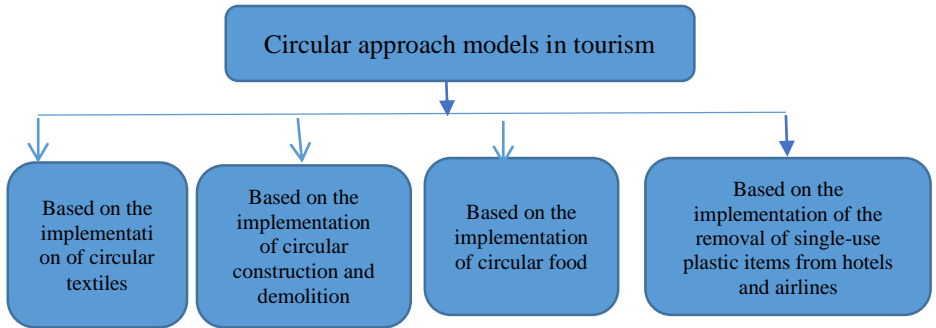 Circular approach models in tourism
Based on the
implementati
on of circular
textiles
Based on the
implementation
of circular
construction and
demolition
Based on the
implementation
of circular food
Based on the
implementation of the
removal of single-use
plastic items from hotels
and airlines